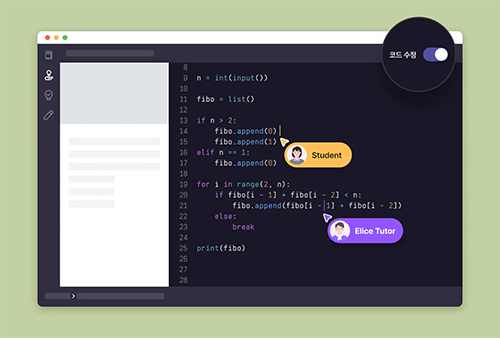 코드 수정
8
9 n = int(input())
10
11 fibo = list()
12
13 if n > 2:
14 fibo.append(0)
15 fibo.append(1)
16 elif n == 1:
17 fibo.append(0)
18
19 for i in range(2, n):
20 if fibo[i - 1] + fibo[i - 2] < n:
21 fibo.append(fibo[i - 1] + fibo[i - 2])
22 else:
23 break
24
25 print(fibo)
26
27
28
Student
Elice Tutor